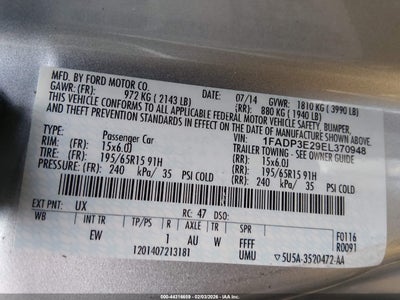 MFD. BY FORD MOTOR CO.
DATE: 07/14 GVWR: 1810 KG ( 3990 LB)
GAWR: (FR): 972 KG ( 2143 LB) (RR): 880 KG ( 1940 LB)
THIS VEHICLE CONFORMS TO ALL APPLICABLE FEDERAL MOTOR VEHICLE SAFETY, BUMPER,
AND THEFT PREVENTION STANDARDS IN EFFECT ON THE DATE OF MANUFACTURE SHOWN ABOVE.
VIN: 1FADP3E29EL370948
TYPE: Passenger Car TRAILER TOWING - SEE OWNER GUIDE
RIM: (FR): 15x6.0J (RR): 15x6.0J
TIRE: (FR): 195/65R15 91H (RR): 195/65R15 91H
PRESSURE: (FR): 240 kPa/ 35 PSI COLD (RR): 240 kPa/ 35 PSI COLD
EXT PNT: UX RC: 47 DSO: F0116
WB INT TR TP/PS R AXLE TR SPR R0091
EW 1 AU W FFFF
1201407213181 UMU 5U5A-3520472-AA
000-44318659 - 02/03/2026 - IAA